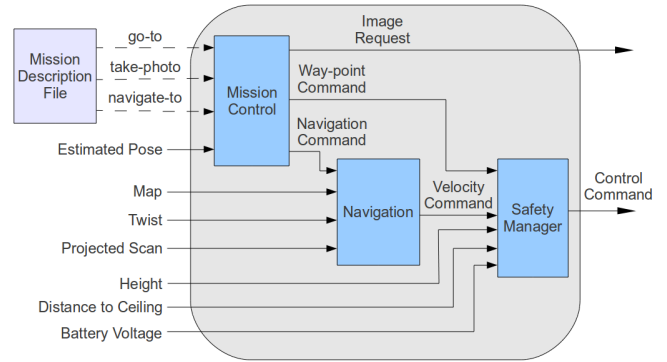 Image
Request
go-to
Mission
Description
File
take-photo
navigate-to
Mission
Control
Way-point
Command
Navigation
Command
Estimated Pose
Map
Twist
Projected Scan
Navigation
Velocity
Command
Safety
Manager
Control
Command
Height
Distance to Ceiling
Battery Voltage